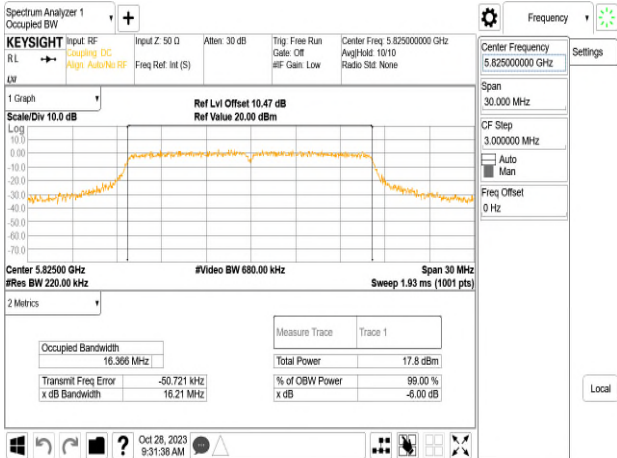 Spectrum Analyzer 1
Occupied BW
+
Frequency
KEYSIGHT
RL
LXI
Input: RF
Coupling: DC
Align: Auto/No RF
Input Z: 50 Ω
Freq Ref: Int (S)
Atten: 30 dB
Trig: Free Run
Gate: Off
#IF Gain: Low
Center Freq: 5.825000000 GHz
Avg|Hold: 10/10
Radio Std: None
Center Frequency
5.825000000 GHz
Settings
Span
30.000 MHz
CF Step
3.000000 MHz
Auto
Man
Freq Offset
0 Hz
Local
1 Graph
Scale/Div 10.0 dB
Ref Lvl Offset 10.47 dB
Ref Value 20.00 dBm
Log
10.0
0.00
-10.0
-20.0
-30.0
-40.0
-50.0
-60.0
-70.0
Center 5.82500 GHz
#Video BW 680.00 kHz
Span 30 MHz
#Res BW 220.00 kHz
Sweep 1.93 ms (1001 pts)
2 Metrics
Measure Trace Trace 1
Occupied Bandwidth
16.366 MHz
Total Power 17.8 dBm
Transmit Freq Error -50.721 kHz
% of OBW Power 99.00 %
x dB Bandwidth 16.21 MHz
x dB -6.00 dB
?
Oct 28, 2023
9:31:38 AM